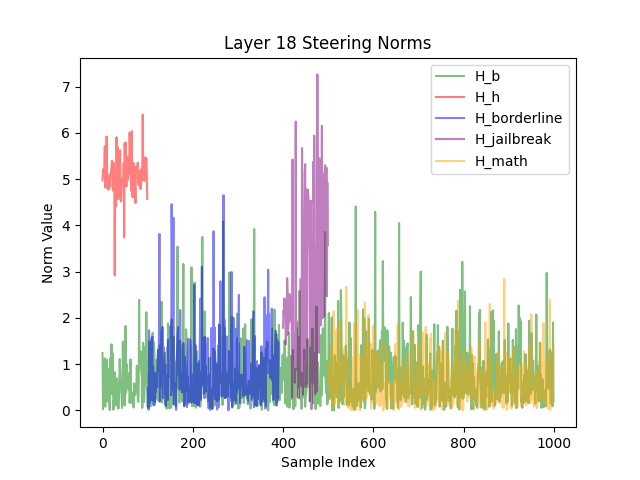 Layer 18 Steering Norms
H_b
H_h
H_borderline
H_jailbreak
H_math
Norm Value
7
6
5
4
3
2
1
0
0 200 400 600 800 1000
Sample Index